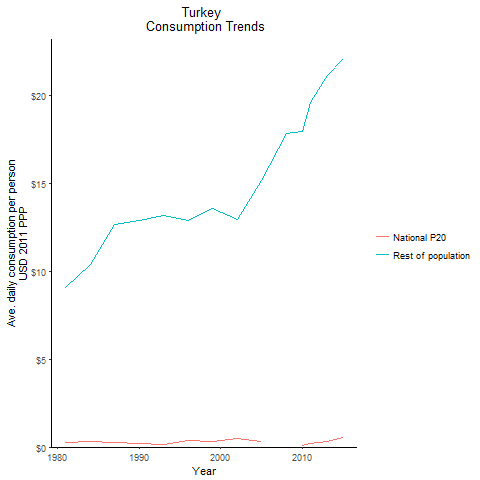 Turkey
Consumption Trends
Ave. daily consumption per person
USD 2011 PPP
$20
$15
$10
$5
$0
1980
1990
2000
2010
Year
National P20
Rest of population